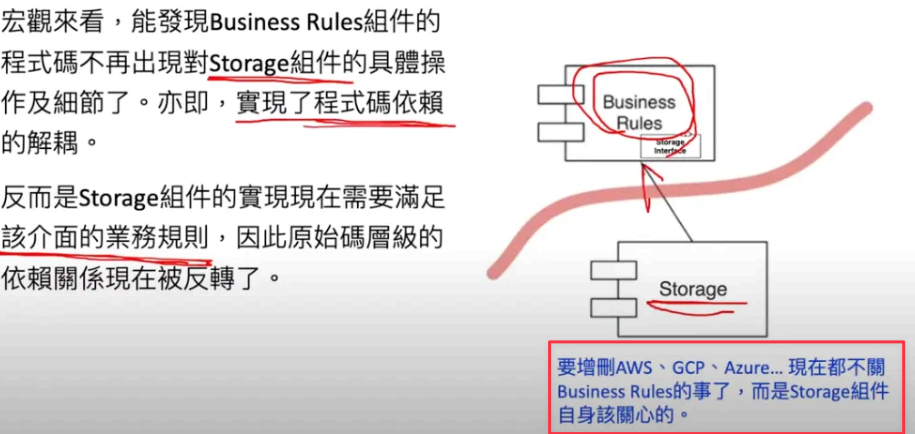 宏觀來看，能發現Business Rules組件的
程式碼不再出現對Storage組件的具體操
作及細節了。亦即，實現了程式碼依賴
的解耦。
反而是Storage組件的實現現在需要滿足
該介面的業務規則，因此原始碼層級的
依賴關係現在被反轉了。
Business
Rules
Storage
Interface
Storage
要增刪AWS、GCP、Azure... 現在都不關
Business Rules的事了，而是Storage組件
自身該關心的。